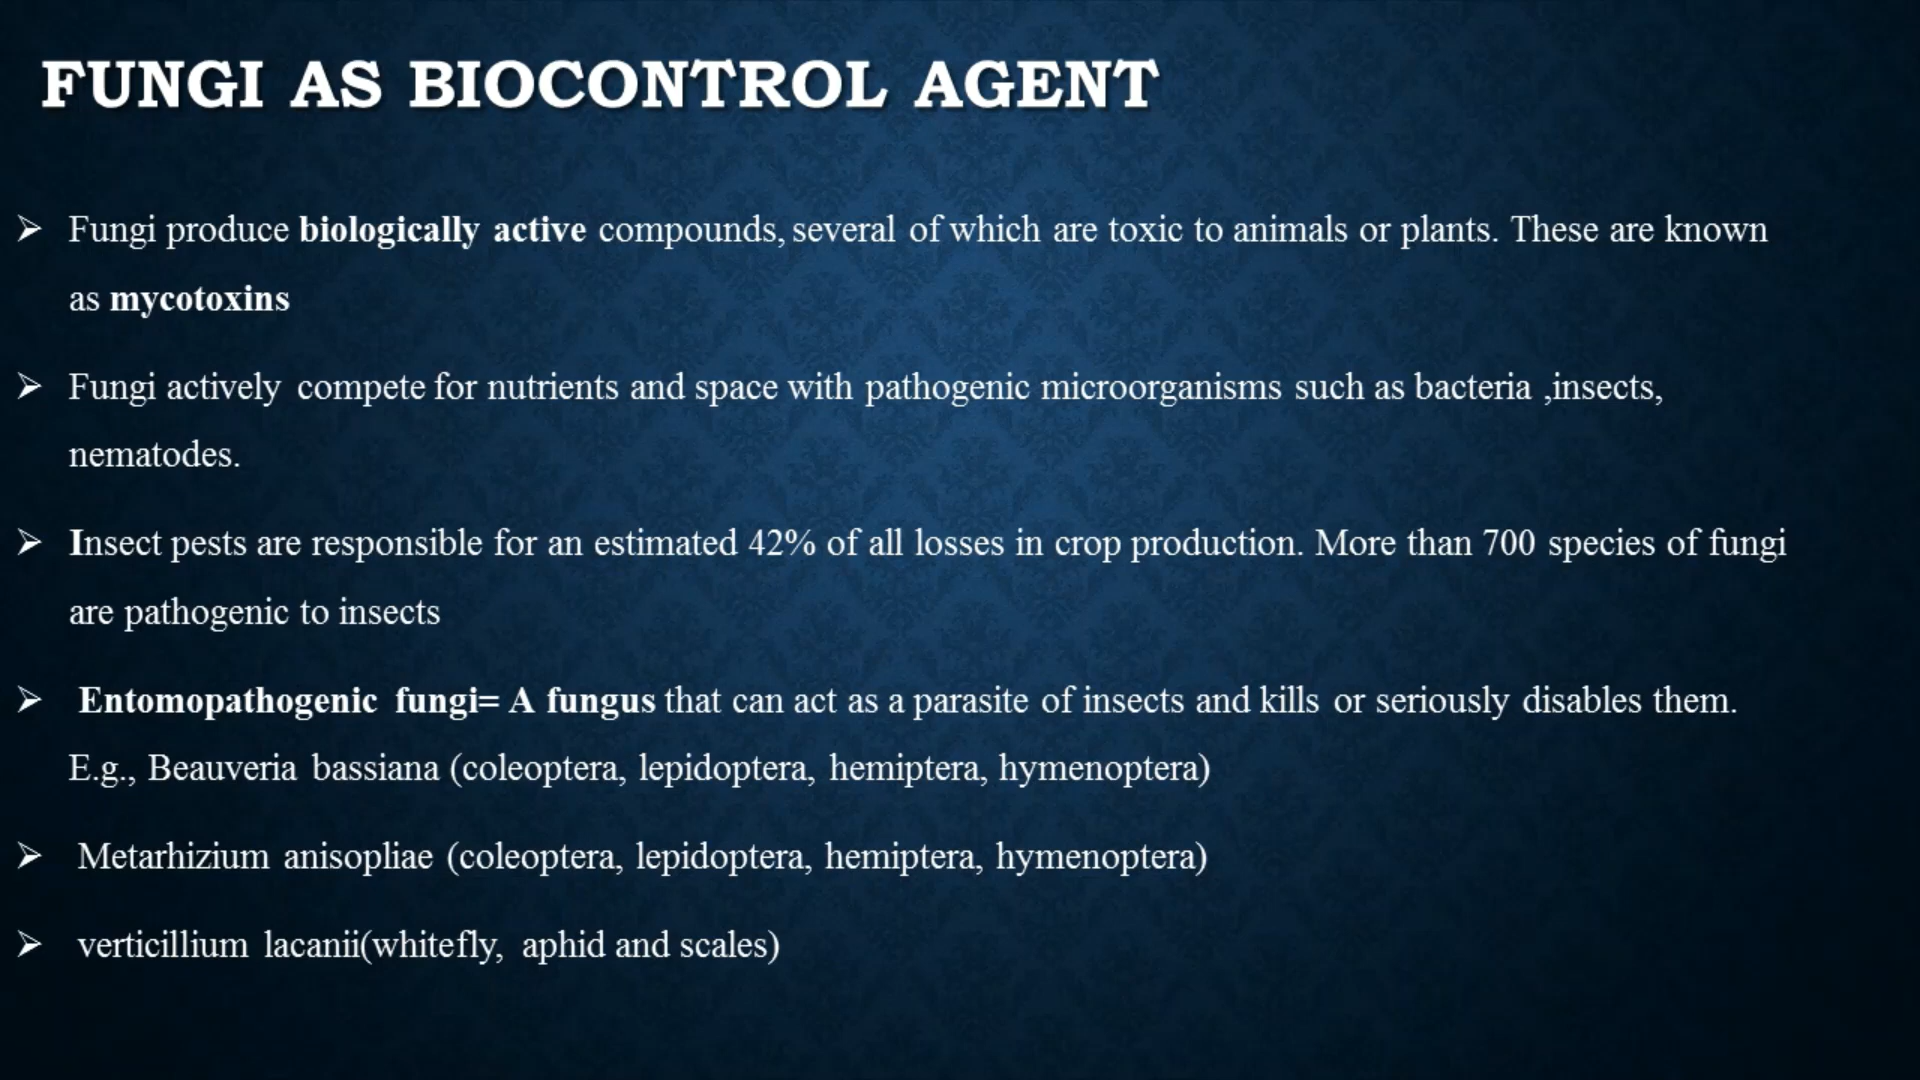 FUNGI AS BIOCONTROL AGENT
➢ Fungi produce biologically active compounds, several of which are toxic to animals or plants. These are known
as mycotoxins
➢ Fungi actively compete for nutrients and space with pathogenic microorganisms such as bacteria ,insects,
nematodes.
➢ Insect pests are responsible for an estimated 42% of all losses in crop production. More than 700 species of fungi
are pathogenic to insects
➢ Entomopathogenic fungi= A fungus that can act as a parasite of insects and kills or seriously disables them.
E.g., Beauveria bassiana (coleoptera, lepidoptera, hemiptera, hymenoptera)
➢ Metarhizium anisopliae (coleoptera, lepidoptera, hemiptera, hymenoptera)
➢ verticillium lacanii(whitefly, aphid and scales)